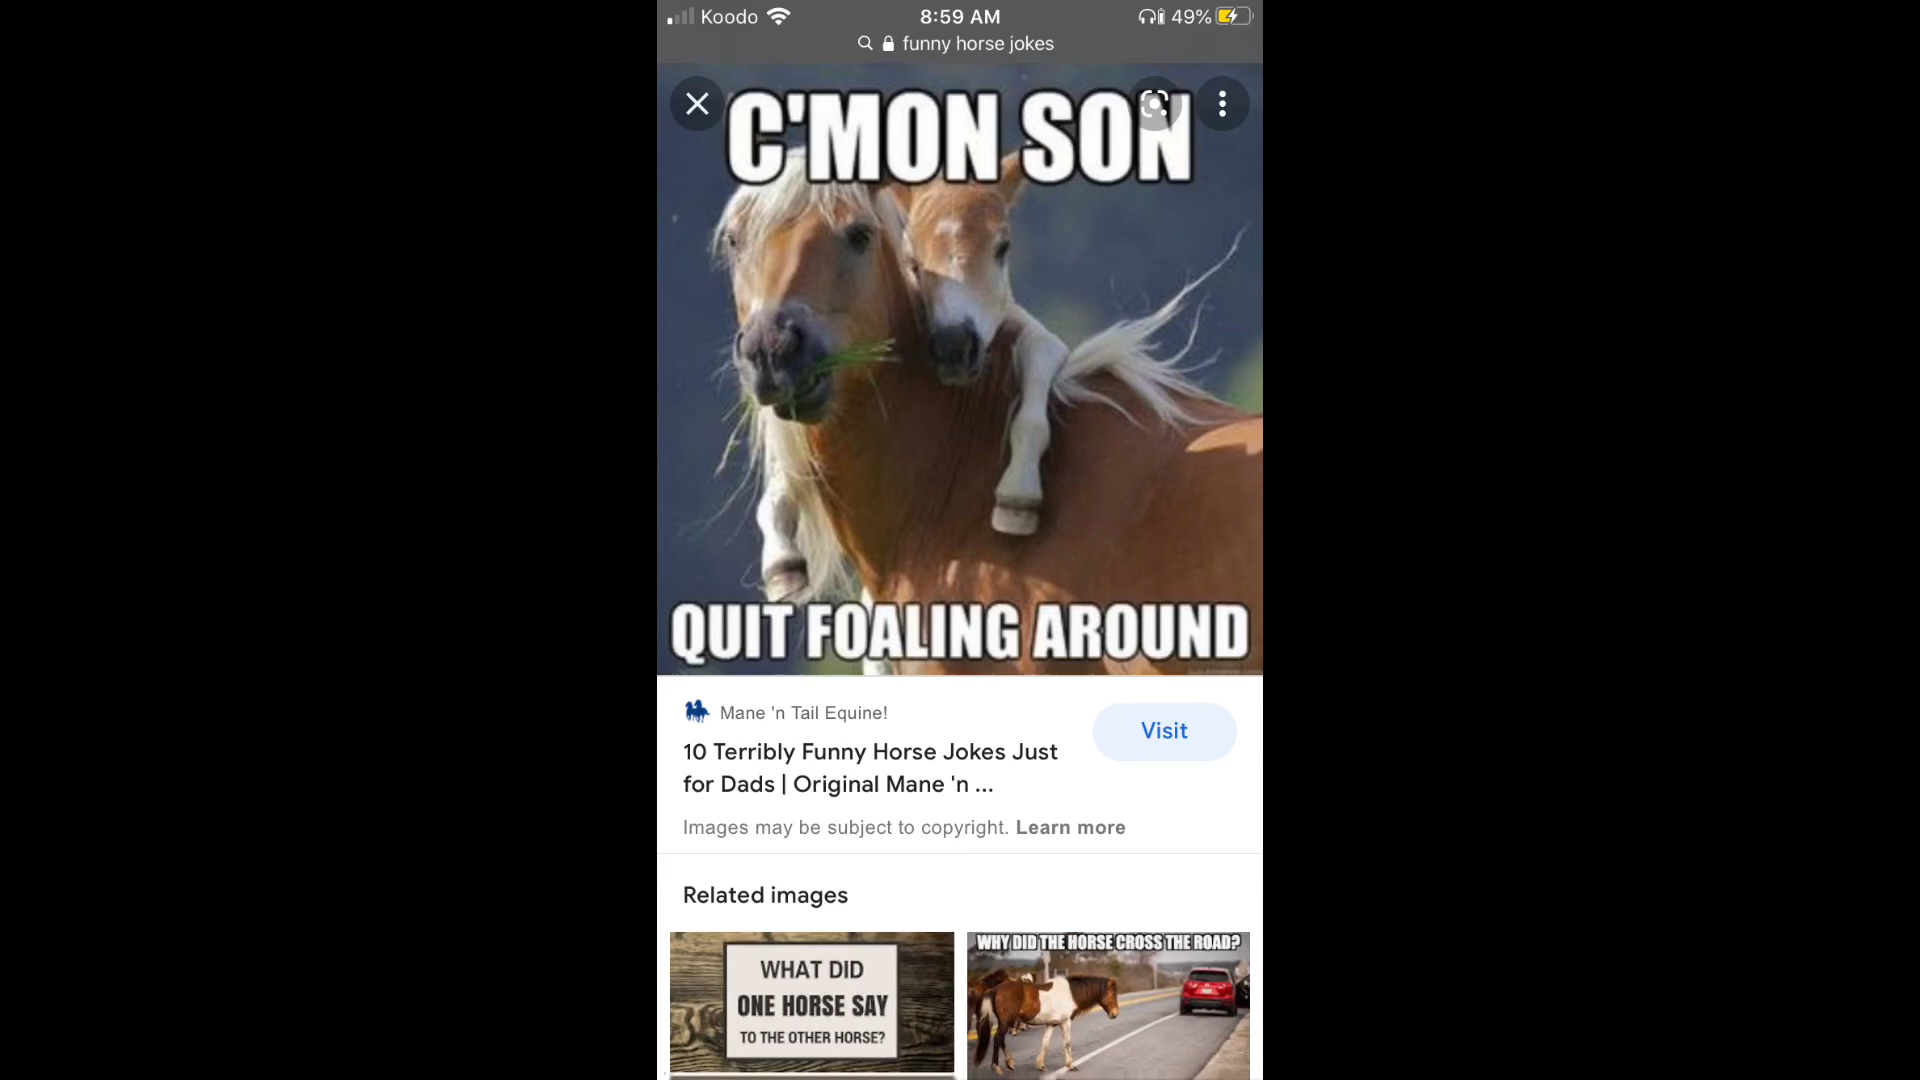 Koodo 8:59 AM 49%
funny horse jokes
C'MON SON
QUIT FOALING AROUND
Mane 'n Tail Equine!
Visit
10 Terribly Funny Horse Jokes Just
for Dads | Original Mane 'n ...
Images may be subject to copyright. Learn more
Related images
WHAT DID
ONE HORSE SAY
TO THE OTHER HORSE?
WHY DID THE HORSE CROSS THE ROAD?